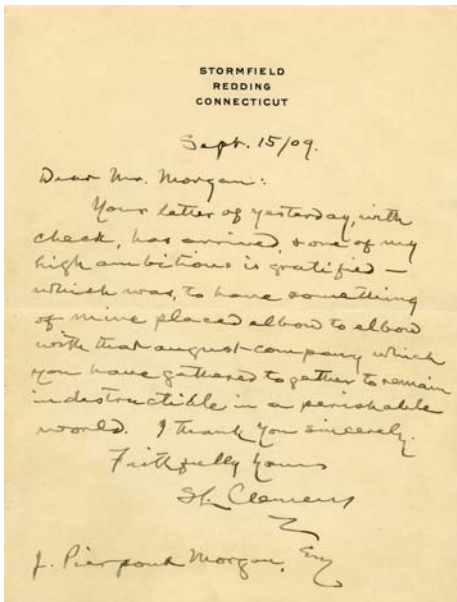 STORMFIELD
REDDING
CONNECTICUT
Sept. 15/09.
Dear Mr. Morgan:
Your letter of yesterday, with
check, has arrived, & one of my
high ambitions is gratified —
which was, to have something
of mine placed elbow to elbow
with that august company which
you have gathered together to remain
indestructible in a perishable
world. I thank you sincerely.
Faithfully Yours
SL. Clemens
J. Pierpont Morgan, Esq